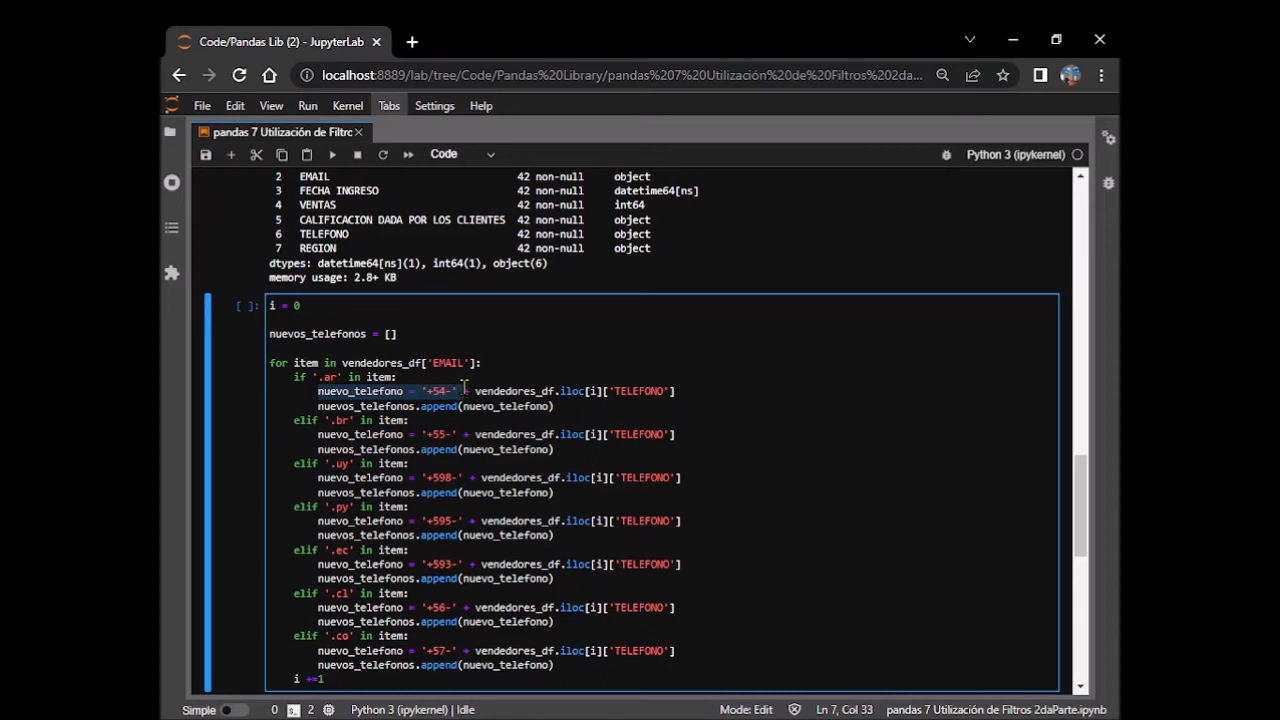 Code/Pandas Lib (2) - JupyterLab
localhost:8889/lab/tree/Code/Pandas%20Library/pandas%207%20Utilización%20de%20Filtros%202da...
File Edit View Run Kernel Tabs Settings Help
pandas 7 Utilización de Filtro
Code Python 3 (ipykernel)
2 EMAIL 42 non-null object
3 FECHA INGRESO 42 non-null datetime64[ns]
4 VENTAS 42 non-null int64
5 CALIFICACION DADA POR LOS CLIENTES 42 non-null object
6 TELEFONO 42 non-null object
7 REGION 42 non-null object
dtypes: datetime64[ns](1), int64(1), object(6)
memory usage: 2.8+ KB
[ ]: i = 0
nuevos_telefonos = []
for item in vendedores_df['EMAIL']:
if '.ar' in item:
nuevo_telefono = '+54-' + vendedores_df.iloc[i]['TELEFONO']
nuevos_telefonos.append(nuevo_telefono)
elif '.br' in item:
nuevo_telefono = '+55-' + vendedores_df.iloc[i]['TELEFONO']
nuevos_telefonos.append(nuevo_telefono)
elif '.uy' in item:
nuevo_telefono = '+598-' + vendedores_df.iloc[i]['TELEFONO']
nuevos_telefonos.append(nuevo_telefono)
elif '.py' in item:
nuevo_telefono = '+595-' + vendedores_df.iloc[i]['TELEFONO']
nuevos_telefonos.append(nuevo_telefono)
elif '.ec' in item:
nuevo_telefono = '+593-' + vendedores_df.iloc[i]['TELEFONO']
nuevos_telefonos.append(nuevo_telefono)
elif '.cl' in item:
nuevo_telefono = '+56-' + vendedores_df.iloc[i]['TELEFONO']
nuevos_telefonos.append(nuevo_telefono)
elif '.co' in item:
nuevo_telefono = '+57-' + vendedores_df.iloc[i]['TELEFONO']
nuevos_telefonos.append(nuevo_telefono)
i +=1
Simple 0 2 Python 3 (ipykernel) | Idle Mode: Edit Ln 7, Col 33 pandas 7 Utilización de Filtros 2daParte.ipynb